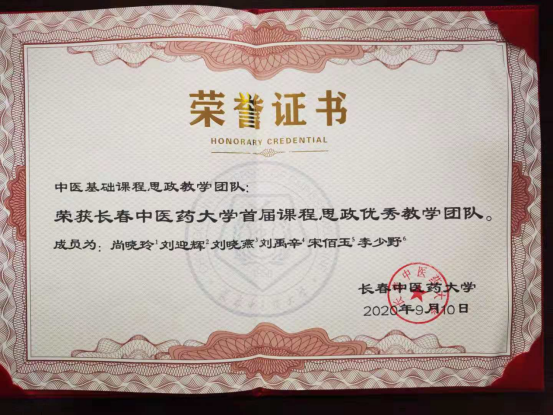 荣誉证书
HONORARY CREDENTIAL
中医基础课程思政教学团队:
荣获长春中医药大学首届课程思政优秀教学团队。
成员为:尚晓玲¹刘迎辉²刘晓燕³刘禹辛⁴宋佰玉⁵李少野⁶
长春中医药大学
2020年9月10日